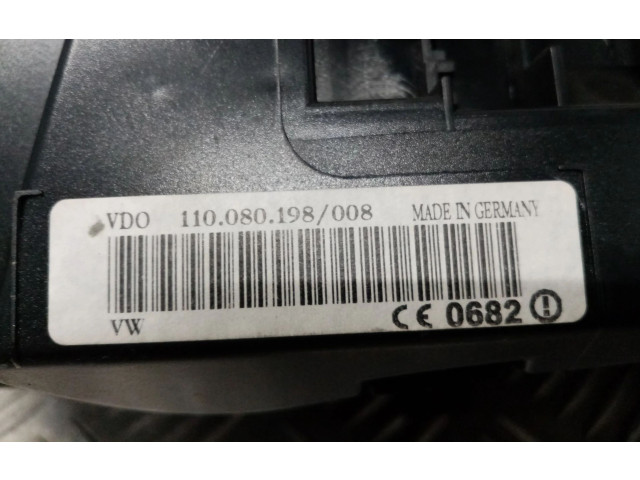 VDO 110.080.198/008 MADE IN GERMANY
VW CE 0682